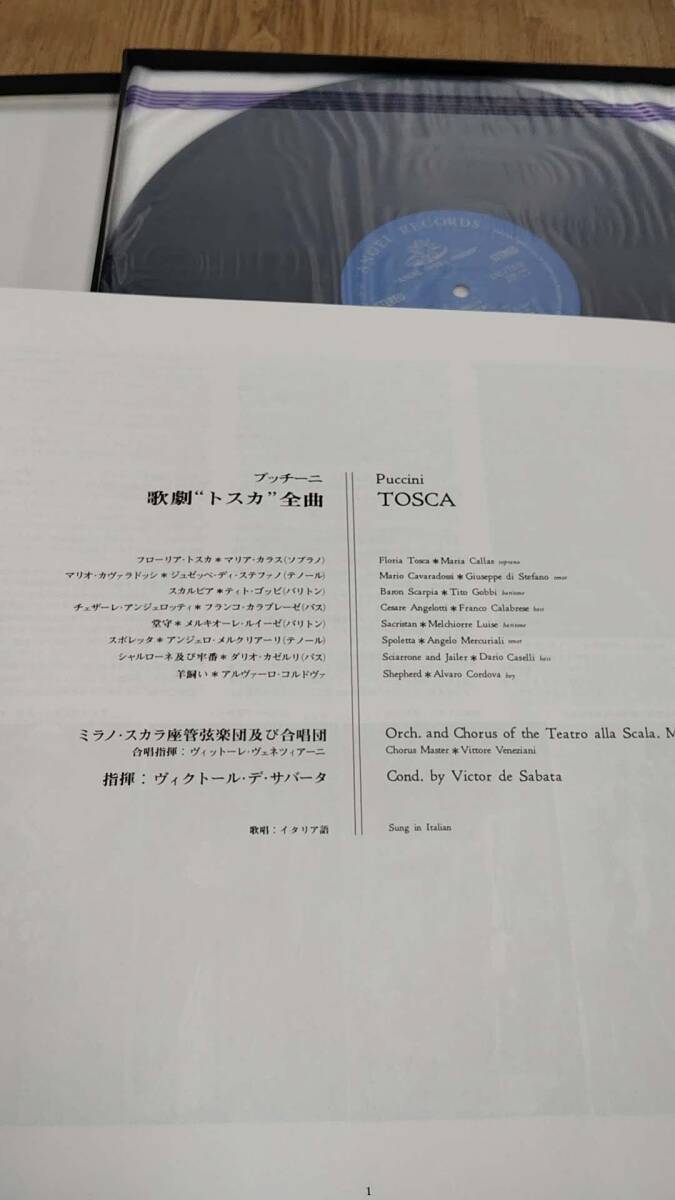 ANGEL RECORDS
プッチーニ
歌劇“トスカ”全曲
フローリア・トスカ＊マリア・カラス(ソプラノ)
マリオ・カヴァラドッシ＊ジュゼッペ・ディ・ステファノ(テノール)
スカルピア＊ティト・ゴッビ(バリトン)
チェザーレ・アンジェロッティ＊フランコ・カラブレーゼ(バス)
堂守＊メルキオーレ・ルイーゼ(バリトン)
スポレッタ＊アンジェロ・メルクリアーリ(テノール)
シャルローネ及び牢番＊ダリオ・カゼルリ(バス)
羊飼い＊アルヴァーロ・コルドヴァ
ミラノ・スカラ座管弦楽団及び合唱団
合唱指揮：ヴィットーレ・ヴェネツィアーニ
指揮：ヴィクトール・デ・サバータ
歌唱：イタリア語
Puccini
TOSCA
Floria Tosca＊Maria Callas soprano
Mario Cavaradossi＊Giuseppe di Stefano tenor
Baron Scarpia＊Tito Gobbi baritone
Cesare Angelotti＊Franco Calabrese bass
Sacristan＊Melchiorre Luise baritone
Spoletta＊Angelo Mercuriali tenor
Sciarrone and Jailer＊Dario Caselli bass
Shepherd＊Alvaro Cordova boy
Orch. and Chorus of the Teatro alla Scala, M
Chorus Master＊Vittore Veneziani
Cond. by Victor de Sabata
Sung in Italian
1